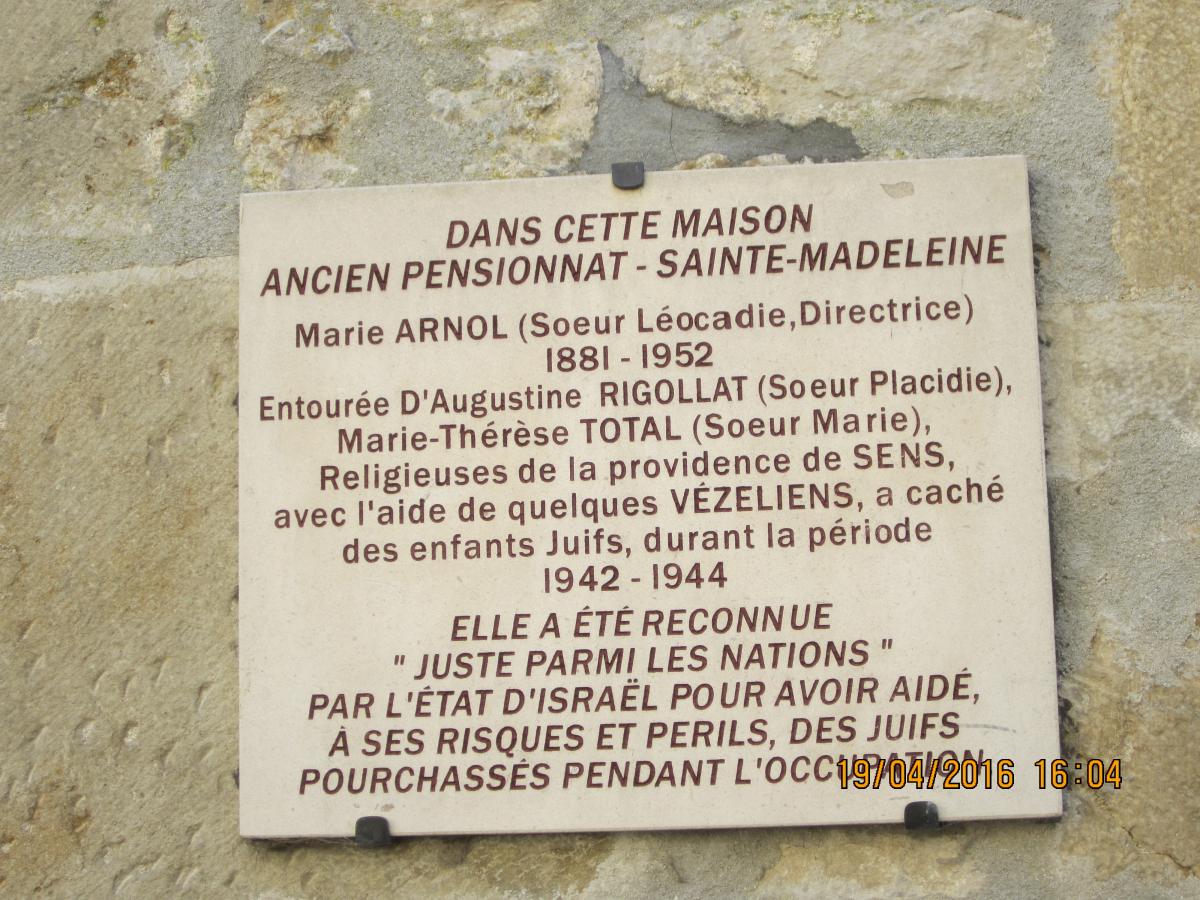 DANS CETTE MAISON
ANCIEN PENSIONNAT - SAINTE-MADELEINE
Marie ARNOL (Soeur Léocadie,Directrice)
1881 - 1952
Entourée D'Augustine RIGOLLAT (Soeur Placidie),
Marie-Thérèse TOTAL (Soeur Marie),
Religieuses de la providence de SENS,
avec l'aide de quelques VÉZELIENS, a caché
des enfants Juifs, durant la période
1942 - 1944
ELLE A ÉTÉ RECONNUE
" JUSTE PARMI LES NATIONS "
PAR L'ÉTAT D'ISRAËL POUR AVOIR AIDÉ,
À SES RISQUES ET PERILS, DES JUIFS
POURCHASSÉS PENDANT L'OCCUPATION
19/04/2016 16:04